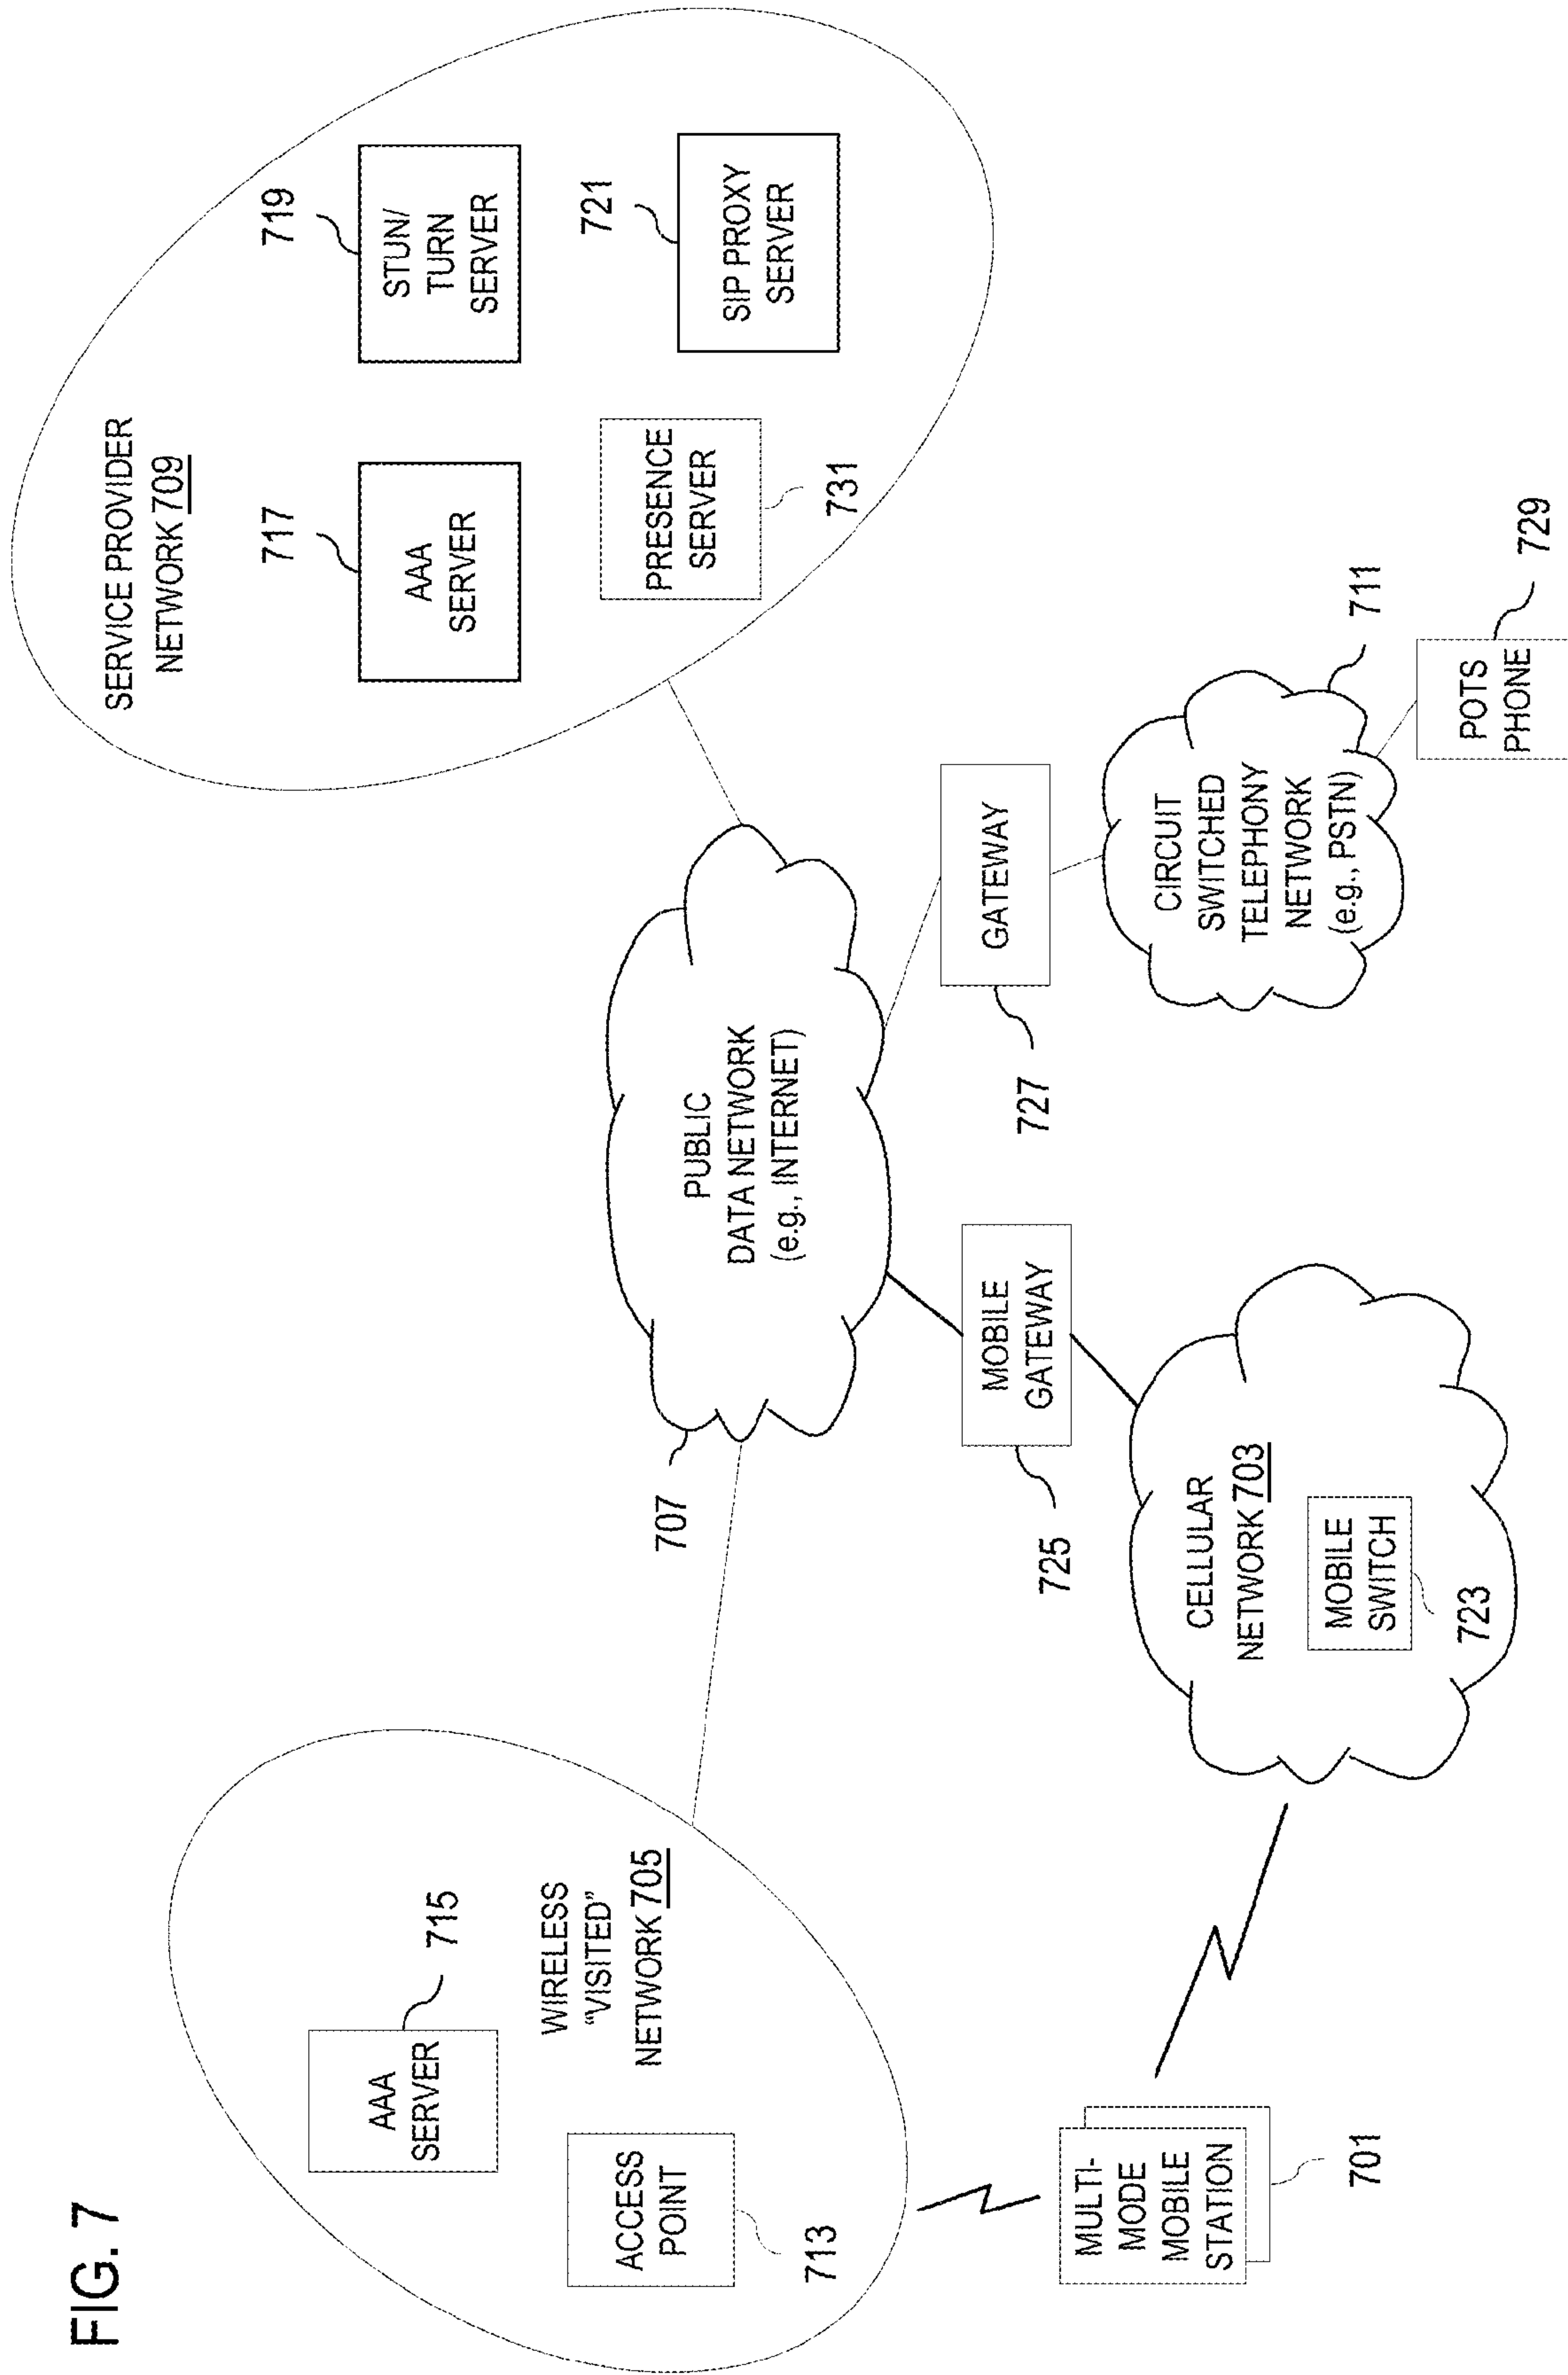 FIG. 7
AAA
SERVER
715
WIRELESS
“VISITED”
NETWORK 705
ACCESS
POINT
713
MULTI-
MODE
MOBILE
STATION
701
SERVICE PROVIDER
NETWORK 709
717
AAA
SERVER
719
STUN/
TURN
SERVER
PRESENCE
SERVER
731
721
SIP PROXY
SERVER
PUBLIC
DATA NETWORK
(e.g., INTERNET)
707
MOBILE
GATEWAY
725
GATEWAY
727
CELLULAR
NETWORK 703
MOBILE
SWITCH
723
CIRCUIT
SWITCHED
TELEPHONY
NETWORK
(e.g., PSTN)
711
POTS
PHONE
729